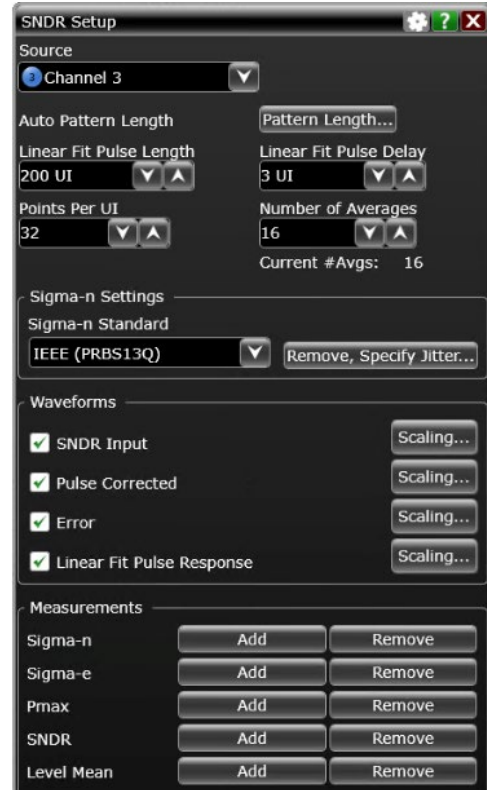 SNDR Setup ?
Source
3 Channel 3
Auto Pattern Length Pattern Length...
Linear Fit Pulse Length Linear Fit Pulse Delay
200 UI 3 UI
Points Per UI Number of Averages
32 16
Current #Avgs: 16
Sigma-n Settings
Sigma-n Standard
IEEE (PRBS13Q) Remove, Specify Jitter...
Waveforms
SNDR Input Scaling...
Pulse Corrected Scaling...
Error Scaling...
Linear Fit Pulse Response Scaling...
Measurements
Sigma-n Add Remove
Sigma-e Add Remove
Pmax Add Remove
SNDR Add Remove
Level Mean Add Remove